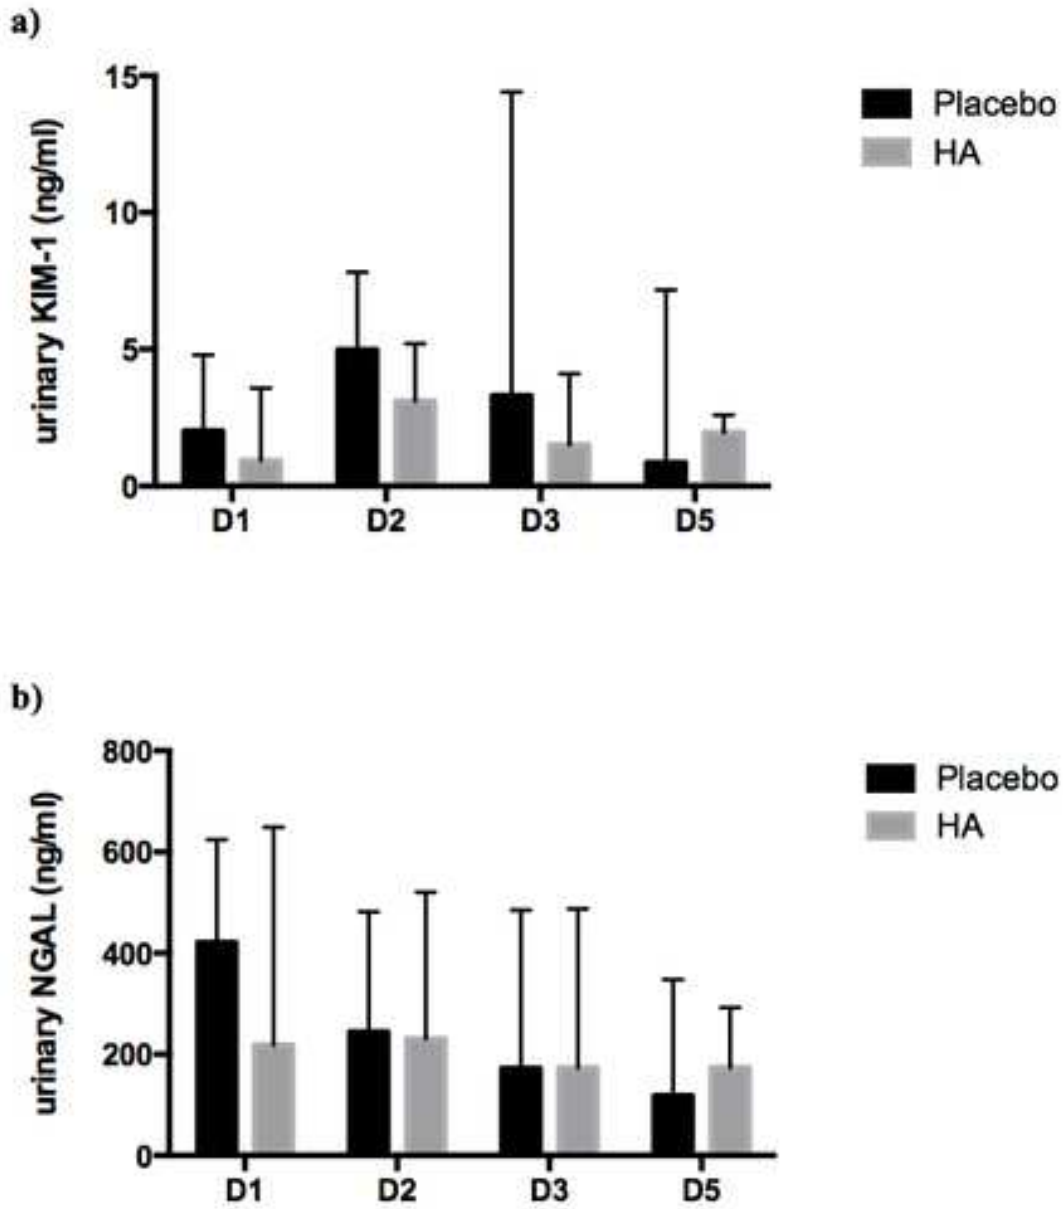 a)
15
10
5
0
urinary KIM-1 (ng/ml)
D1 D2 D3 D5
Placebo
HA
b)
800
600
400
200
0
urinary NGAL (ng/ml)
D1 D2 D3 D5
Placebo
HA